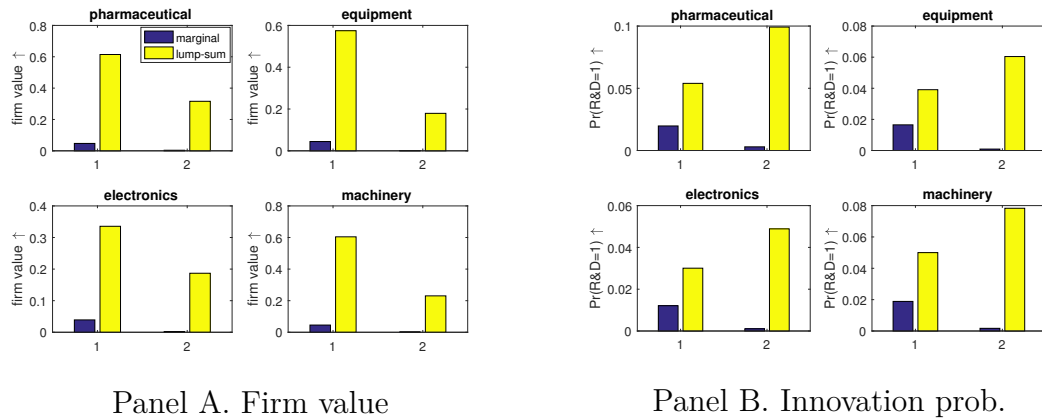 pharmaceutical
firm value ↑
0.8
0.6
0.4
0.2
0
1
2
marginal
lump-sum
equipment
firm value ↑
0.6
0.4
0.2
0
1
2
electronics
firm value ↑
0.4
0.3
0.2
0.1
0
1
2
machinery
firm value ↑
0.8
0.6
0.4
0.2
0
1
2
Panel A. Firm value
pharmaceutical
Pr(R&D=1) ↑
0.1
0.05
0
1
2
equipment
Pr(R&D=1) ↑
0.08
0.06
0.04
0.02
0
1
2
electronics
Pr(R&D=1) ↑
0.06
0.04
0.02
0
1
2
machinery
Pr(R&D=1) ↑
0.08
0.06
0.04
0.02
0
1
2
Panel B. Innovation prob.